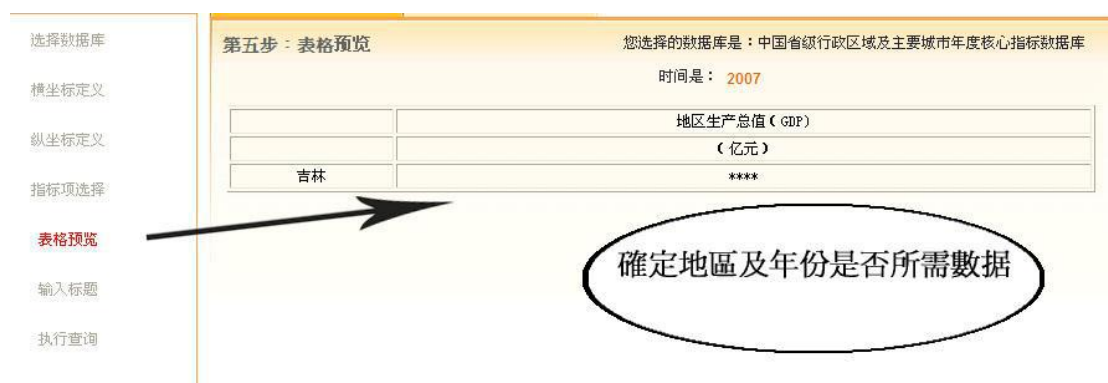 选择数据库
横坐标定义
纵坐标定义
指标项选择
表格预览
输入标题
执行查询
第五步：表格预览
您选择的数据库是：中国省级行政区域及主要城市年度核心指标数据库
时间是： 2007
地区生产总值（GDP）
（亿元）
吉林 ****
確定地區及年份是否所需數据